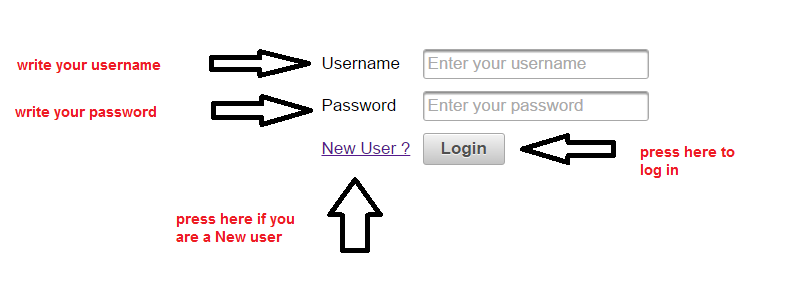 write your username
Username
Enter your username
write your password
Password
Enter your password
New User ?
Login
press here to
log in
press here if you
are a New user